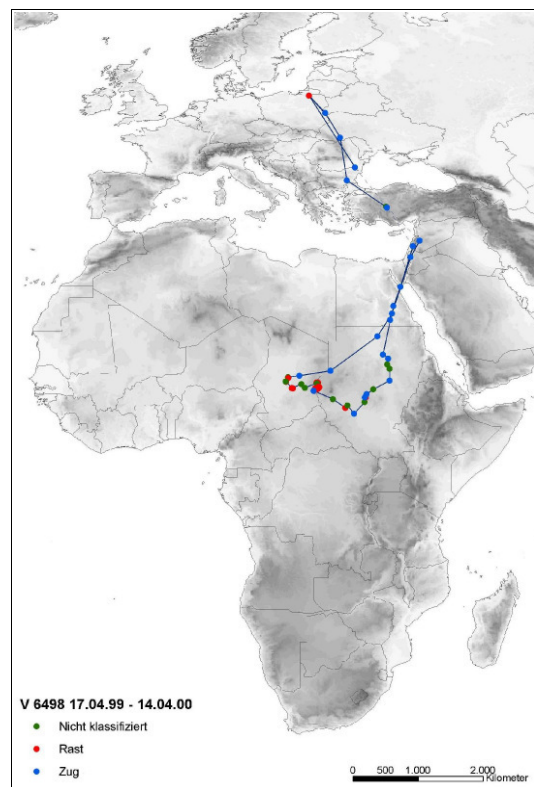 V 6498 17.04.99 - 14.04.00
Nicht klassifiziert
Rast
Zug
0 500 1.000 2.000
Kilometer